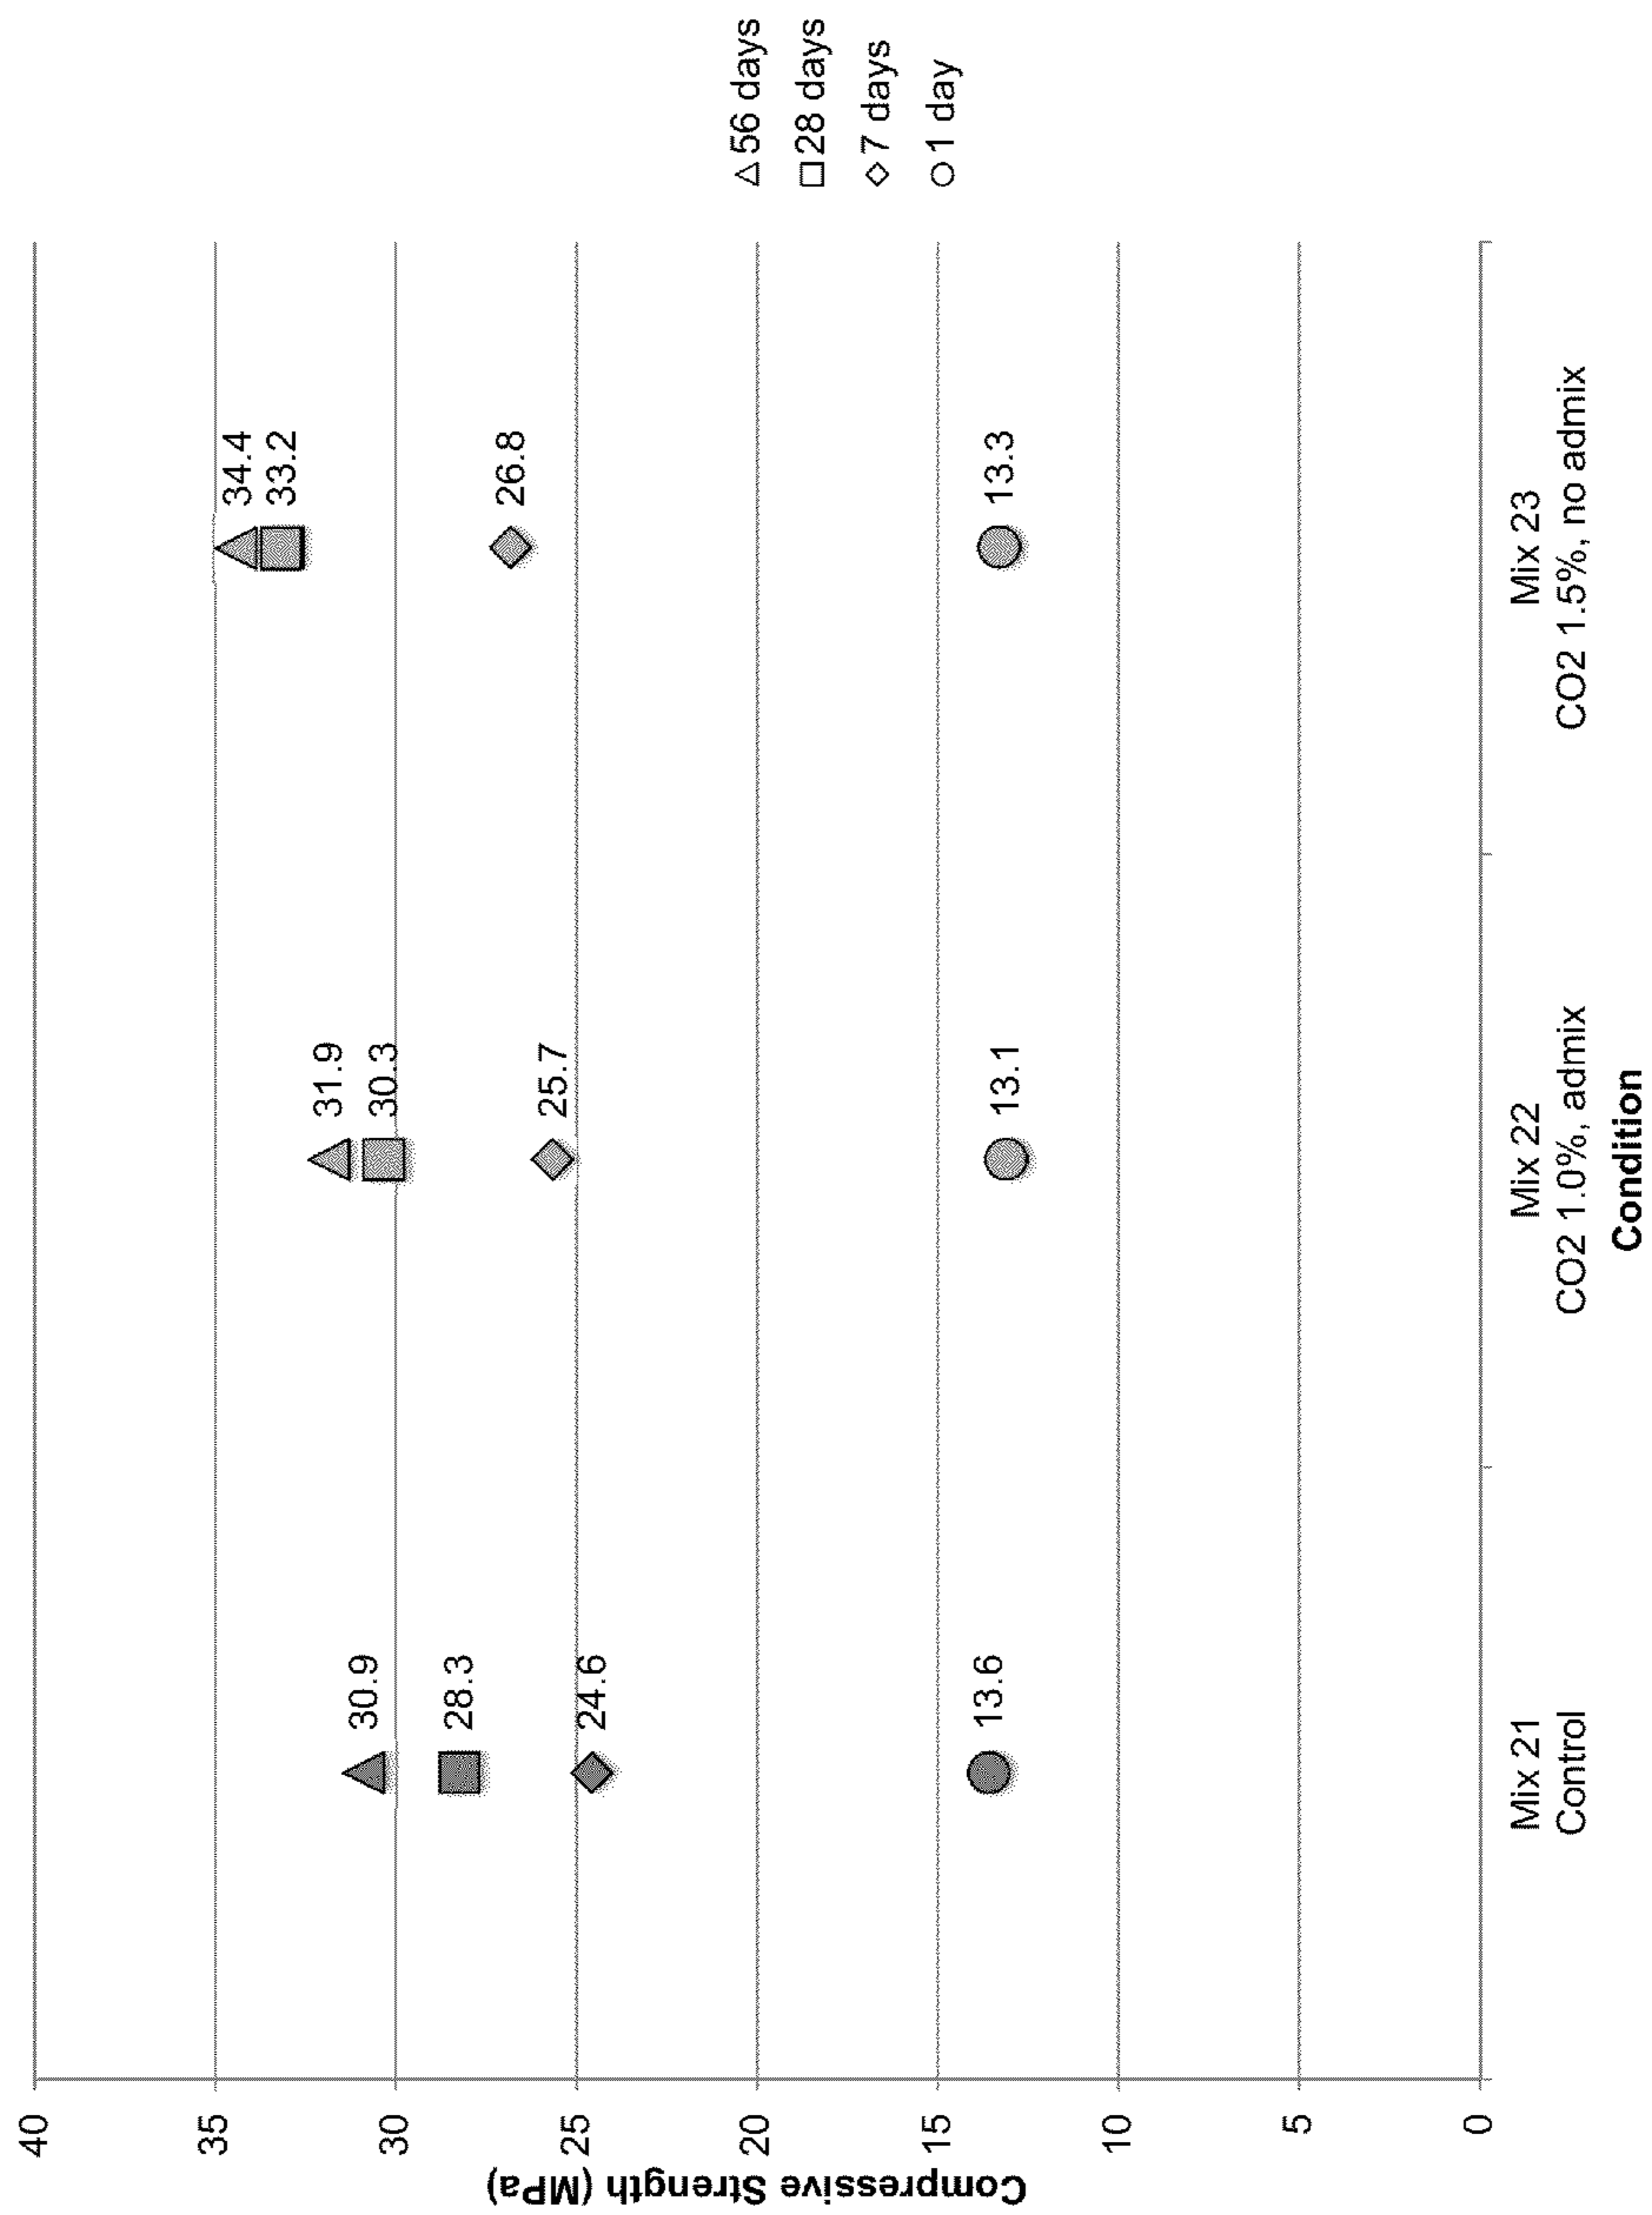 40
35
30
25
20
15
10
5
0
Compressive Strength (MPa)
30.9
28.3
24.6
13.6
31.9
30.3
25.7
13.1
34.4
33.2
26.8
13.3
Mix 21
Control
Mix 22
CO2 1.0%, admix
Mix 23
CO2 1.5%, no admix
Condition
56 days
28 days
7 days
1 day